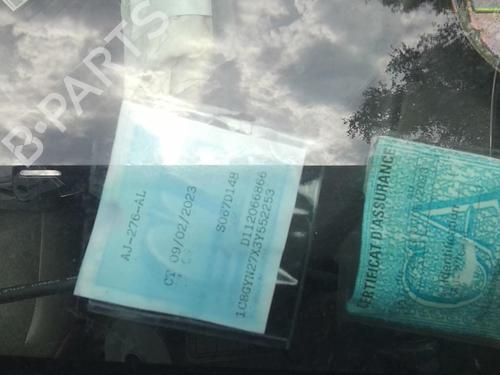 B-PARTS
AJ-276-AL
CT 09/02/2023
S067D148
D112066866
1C8GYN27X3Y552253
CERTIFICAT D'ASSURANCE